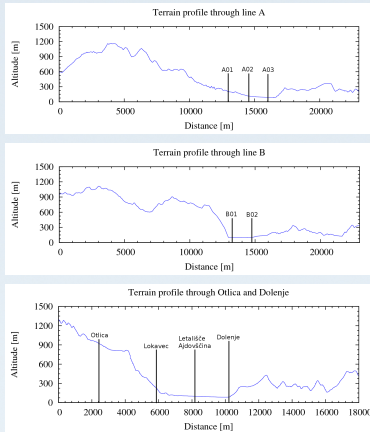 Terrain profile through line A
1500
1200
900
600
300
0
Altitude [m]
A01 A02 A03
0 5000 10000 15000 20000
Distance [m]
Terrain profile through line B
1500
1200
900
600
300
0
Altitude [m]
B01 B02
0 5000 10000 15000 20000
Distance [m]
Terrain profile through Otlica and Dolenje
1500
1200
900
600
300
0
Altitude [m]
Otlica
Lokavec
Letališče
Ajdovščina
Dolenje
0 2000 4000 6000 8000 10000 12000 14000 16000 18000
Distance [m]